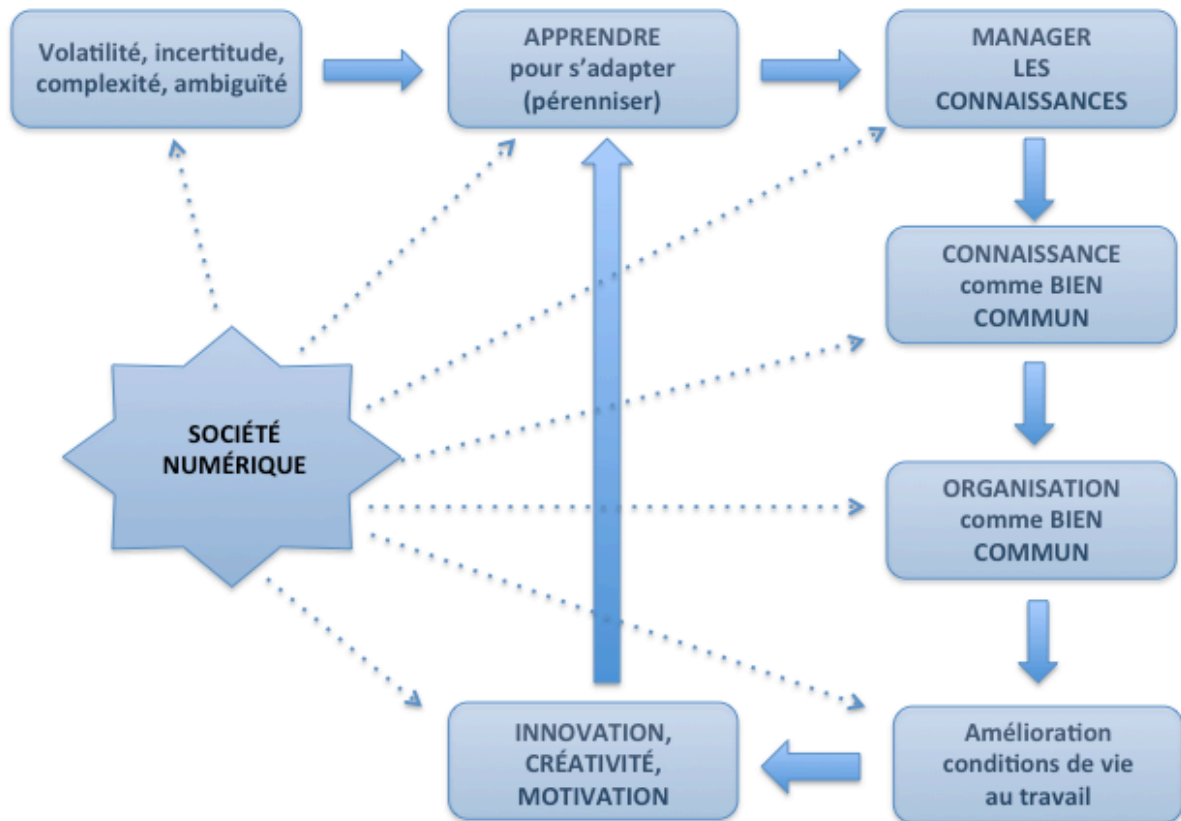 Volatilité, incertitude,
complexité, ambiguïté
APPRENDRE
pour s'adapter
(pérenniser)
MANAGER
LES
CONNAISSANCES
CONNAISSANCE
comme BIEN
COMMUN
SOCIÉTÉ
NUMÉRIQUE
ORGANISATION
comme BIEN
COMMUN
INNOVATION,
CRÉATIVITÉ,
MOTIVATION
Amélioration
conditions de vie
au travail